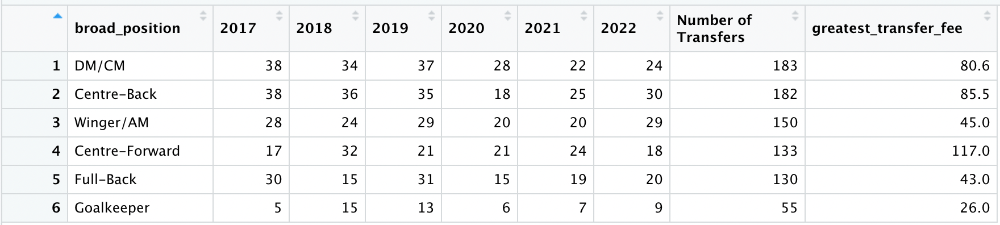 broad_position 2017 2018 2019 2020 2021 2022 Number of Transfers greatest_transfer_fee
1 DM/CM 38 34 37 28 22 24 183 80.6
2 Centre-Back 38 36 35 18 25 30 182 85.5
3 Winger/AM 28 24 29 20 20 29 150 45.0
4 Centre-Forward 17 32 21 21 24 18 133 117.0
5 Full-Back 30 15 31 15 19 20 130 43.0
6 Goalkeeper 5 15 13 6 7 9 55 26.0